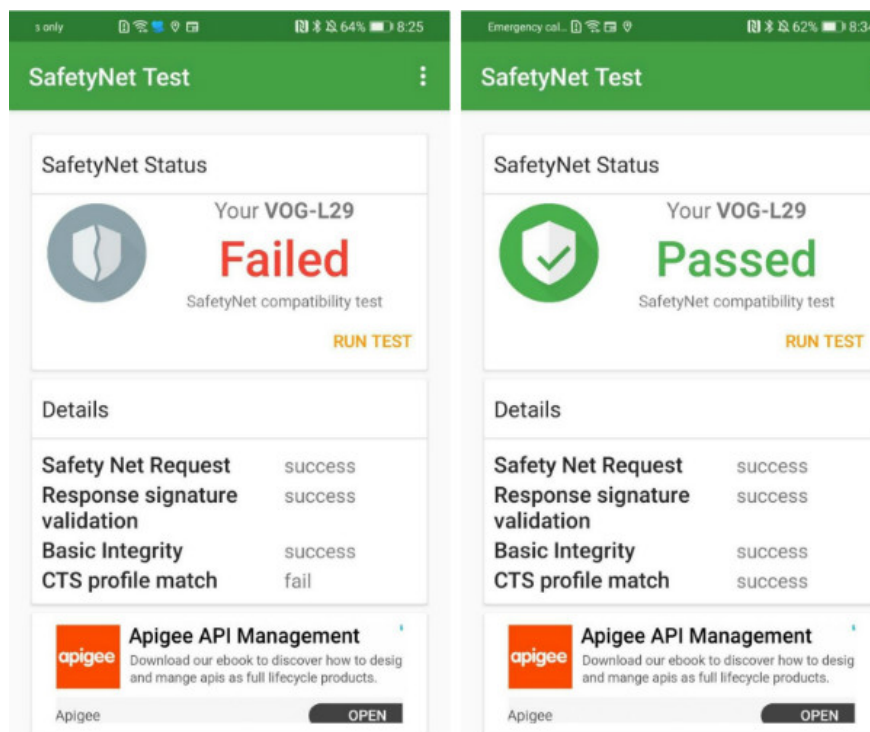 s only 64% 8:25
SafetyNet Test
SafetyNet Status
Your VOG-L29
Failed
SafetyNet compatibility test
RUN TEST
Details
Safety Net Request success
Response signature success
validation
Basic Integrity success
CTS profile match fail
apigee
Apigee API Management
Download our ebook to discover how to desig
and mange apis as full lifecycle products.
Apigee OPEN
Emergency cal... 62% 8:34
SafetyNet Test
SafetyNet Status
Your VOG-L29
Passed
SafetyNet compatibility test
RUN TEST
Details
Safety Net Request success
Response signature success
validation
Basic Integrity success
CTS profile match success
apigee
Apigee API Management
Download our ebook to discover how to desig
and mange apis as full lifecycle products.
Apigee OPEN